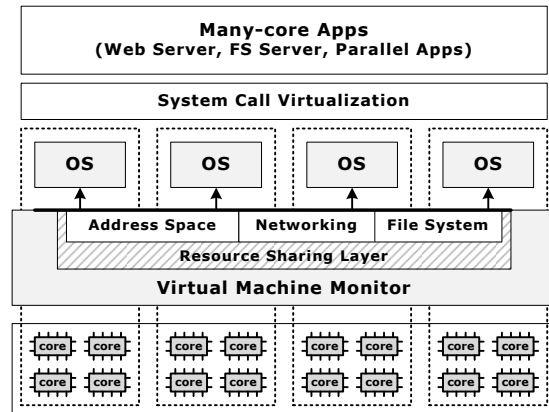 Many-core Apps
(Web Server, FS Server, Parallel Apps)
System Call Virtualization
OS OS OS OS
Address Space Networking File System
Resource Sharing Layer
Virtual Machine Monitor
core core core core core core core core
core core core core core core core core